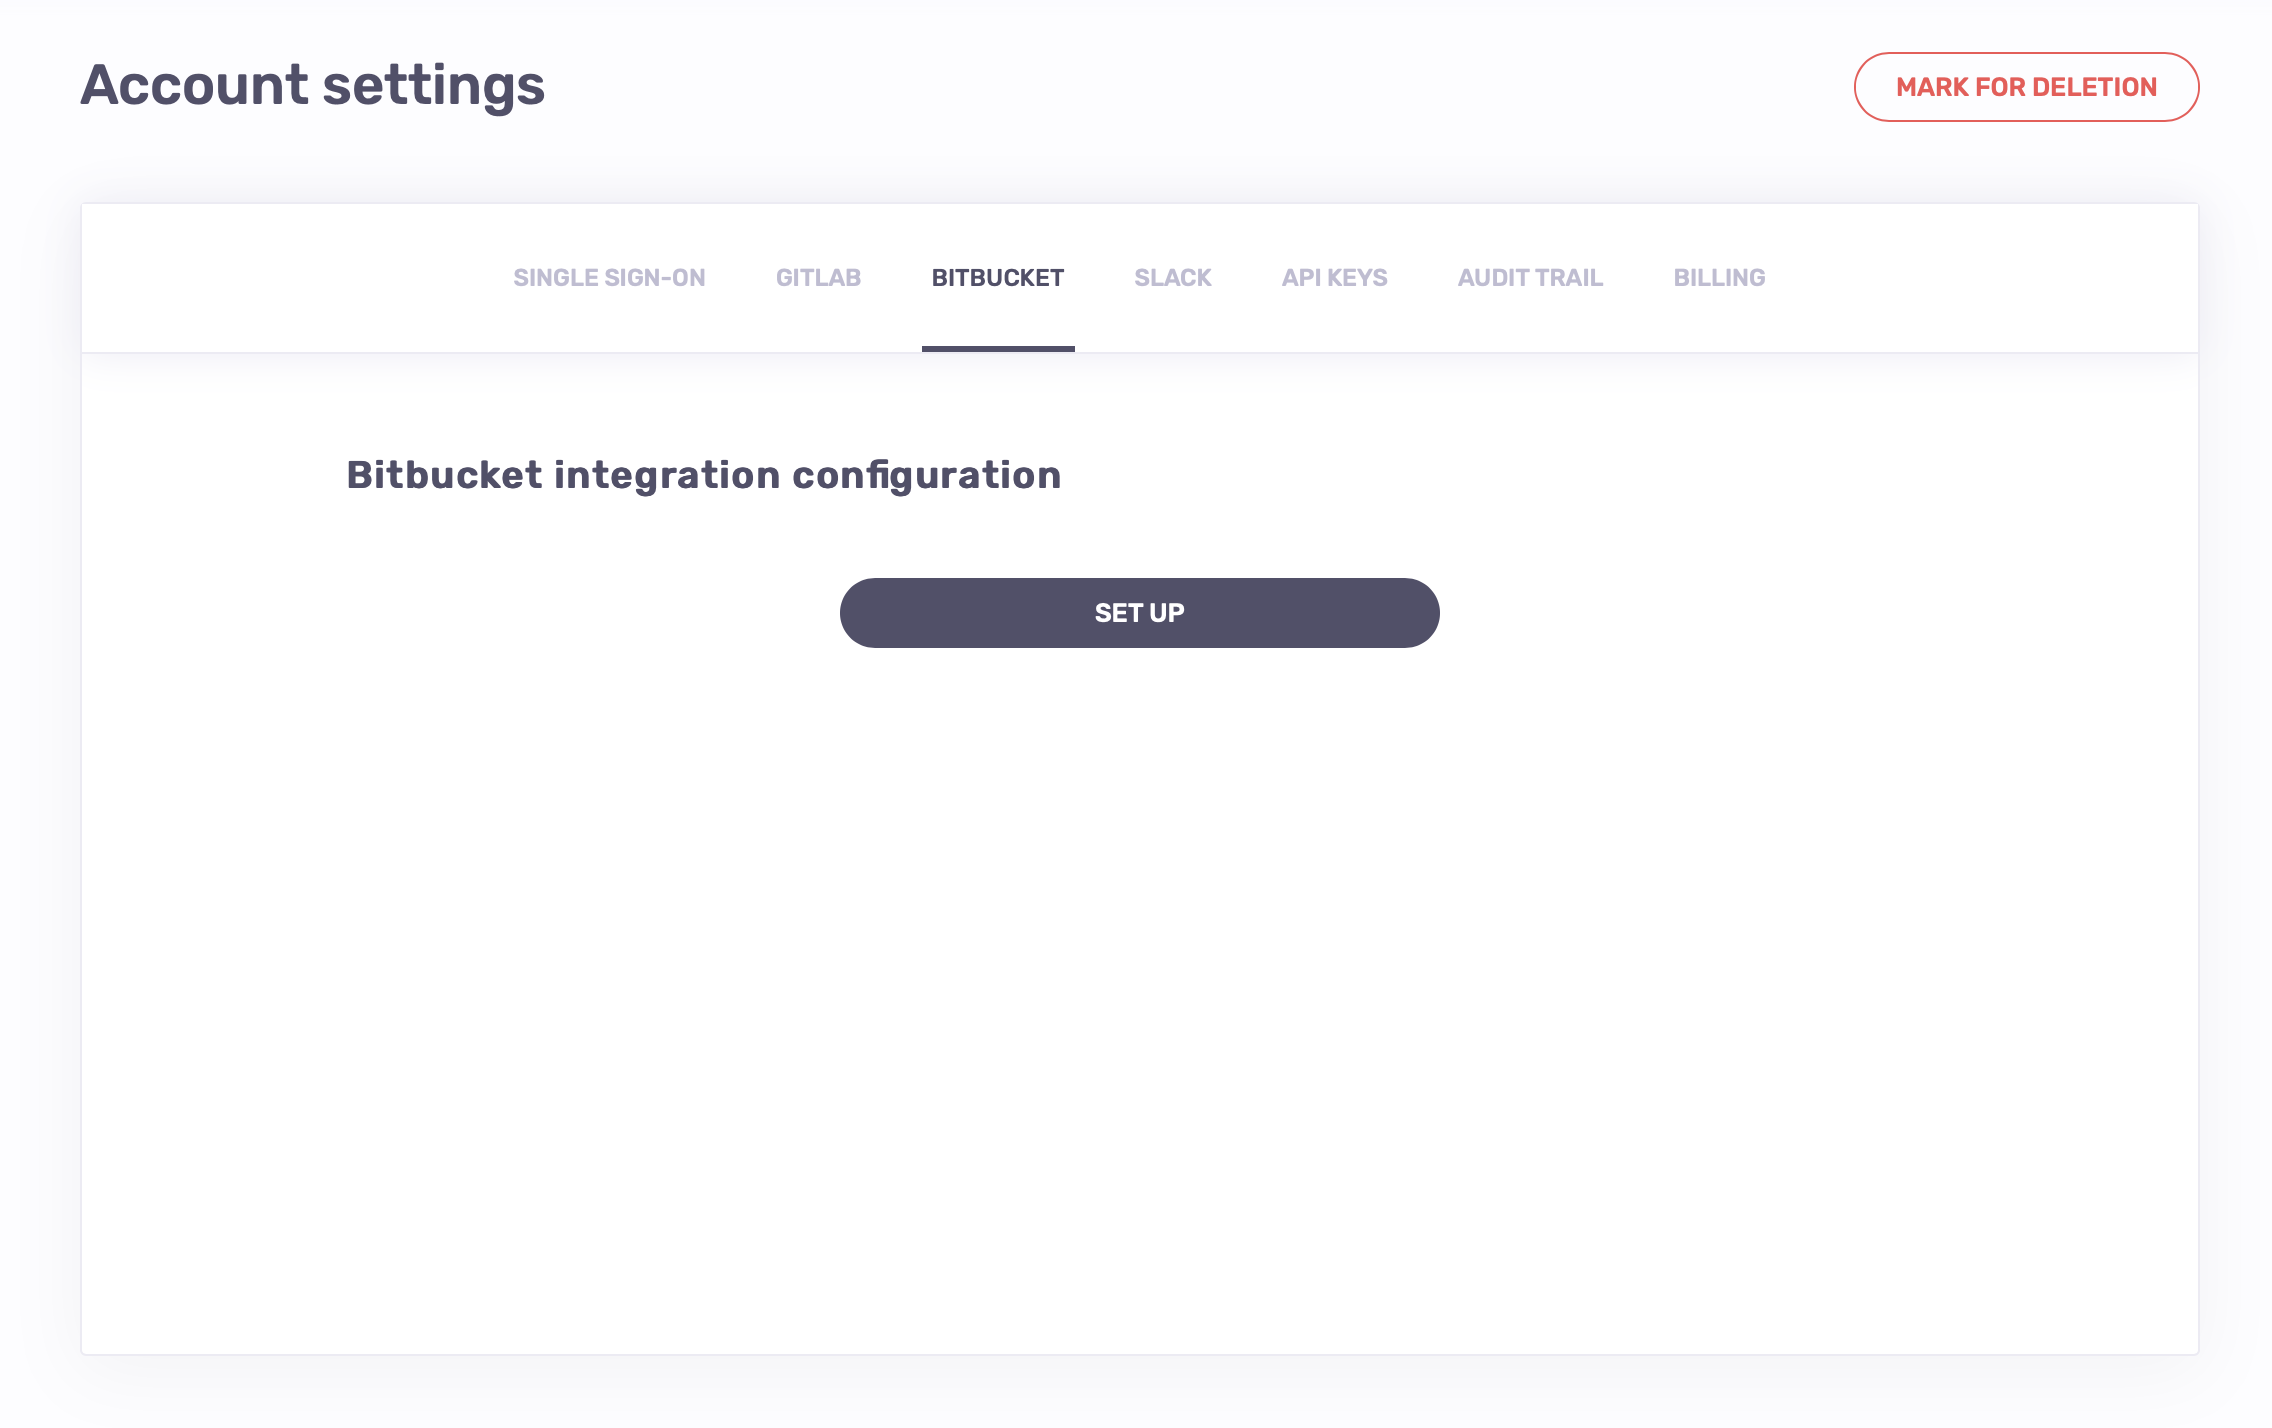 Account settings
MARK FOR DELETION
SINGLE SIGN-ON GITLAB BITBUCKET SLACK API KEYS AUDIT TRAIL BILLING
Bitbucket integration configuration
SET UP